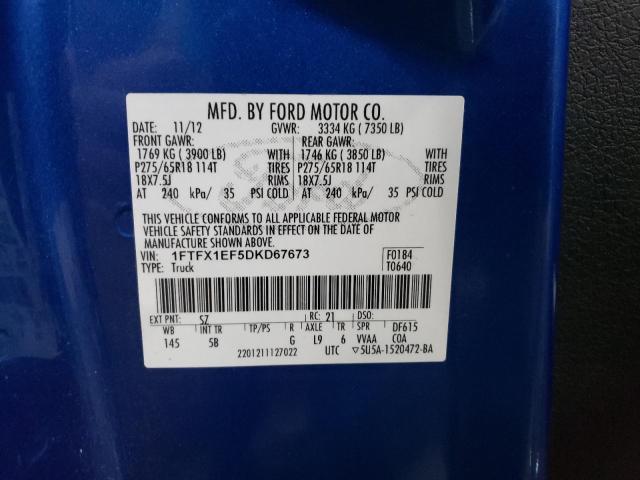 MFD. BY FORD MOTOR CO.
DATE: 11/12 GVWR: 3334 KG ( 7350 LB)
FRONT GAWR: REAR GAWR:
1769 KG ( 3900 LB) WITH 1746 KG ( 3850 LB) WITH
P275/65R18 114T TIRES P275/65R18 114T TIRES
18X7.5J RIMS 18X7.5J RIMS
AT 240 kPa/ 35 PSI COLD AT 240 kPa/ 35 PSI COLD
THIS VEHICLE CONFORMS TO ALL APPLICABLE FEDERAL MOTOR
VEHICLE SAFETY STANDARDS IN EFFECT ON THE DATE OF
MANUFACTURE SHOWN ABOVE.
VIN: 1FTFX1EF5DKD67673 F0184
TYPE: Truck T0640
EXT PNT: SZ RC: 21 DSO:
WB INT TR TP/PS R AXLE TR SPR DF615
145 5B G L9 6 VVAA COA
2201211127022 UTC ▽5U5A-1520472-BA